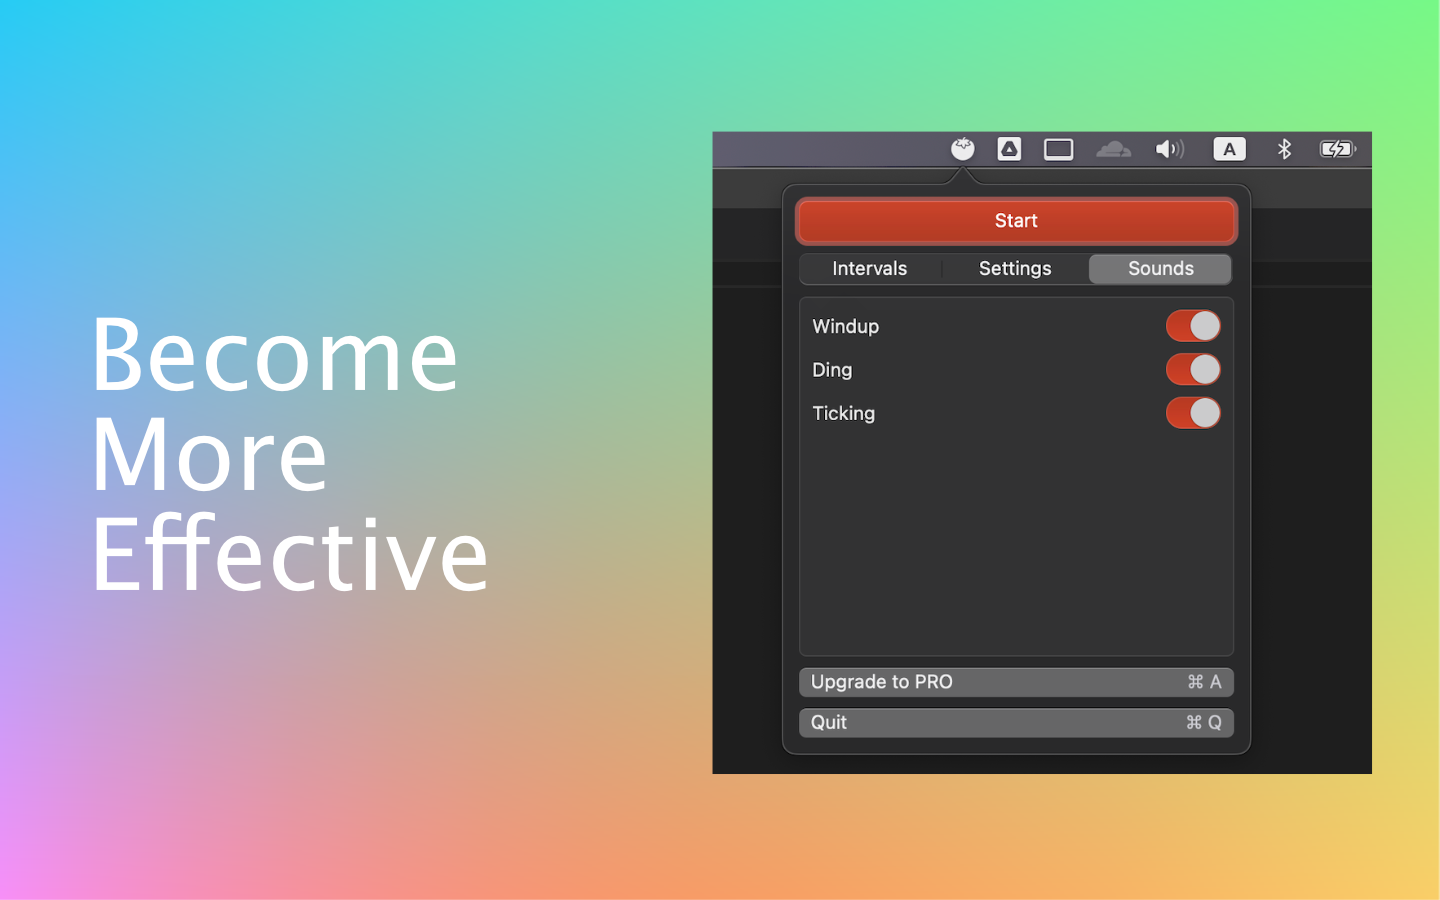 Become
More
Effective
A
Start
Intervals Settings Sounds
Windup
Ding
Ticking
Upgrade to PRO ⌘ A
Quit ⌘ Q